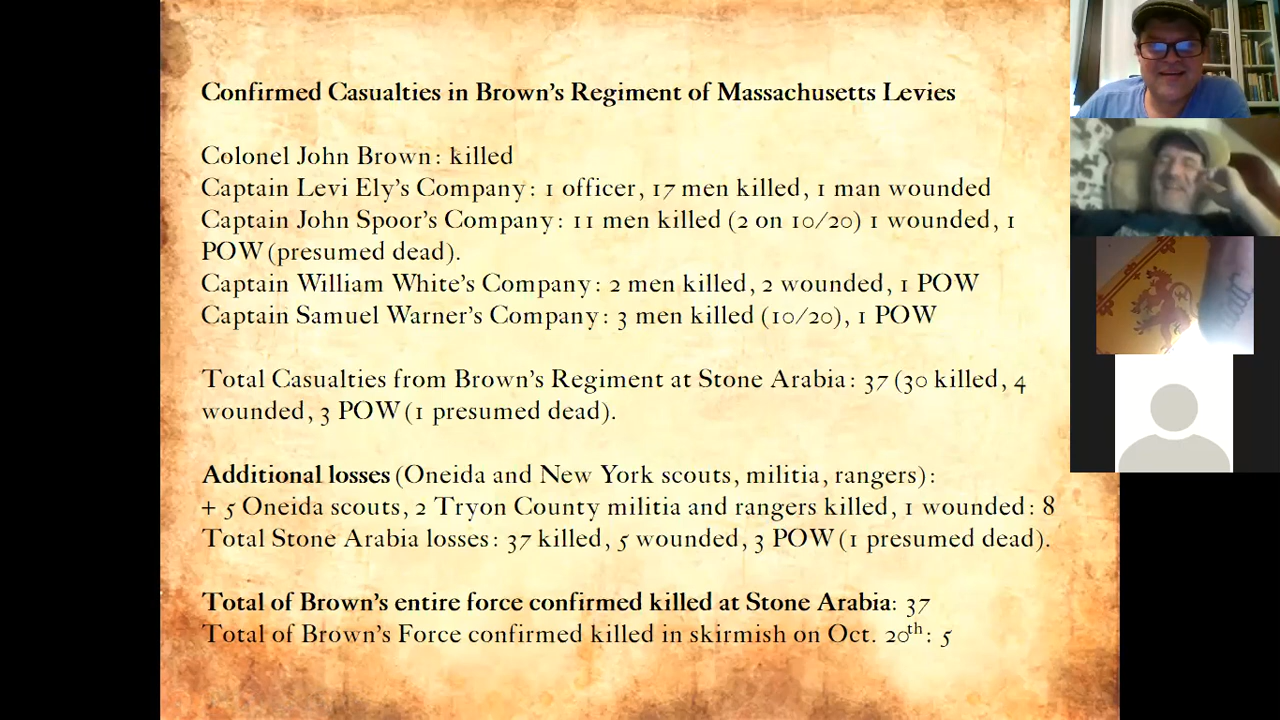 Confirmed Casualties in Brown's Regiment of Massachusetts Levies
Colonel John Brown: killed
Captain Levi Ely's Company: 1 officer, 17 men killed, 1 man wounded
Captain John Spoor's Company: 11 men killed (2 on 10/20) 1 wounded, 1
POW (presumed dead).
Captain William White's Company: 2 men killed, 2 wounded, 1 POW
Captain Samuel Warner's Company: 3 men killed (10/20), 1 POW
Total Casualties from Brown's Regiment at Stone Arabia: 37 (30 killed, 4
wounded, 3 POW (1 presumed dead).
Additional losses (Oneida and New York scouts, militia, rangers):
+ 5 Oneida scouts, 2 Tryon County militia and rangers killed, 1 wounded: 8
Total Stone Arabia losses: 37 killed, 5 wounded, 3 POW (1 presumed dead).
Total of Brown's entire force confirmed killed at Stone Arabia: 37
Total of Brown's Force confirmed killed in skirmish on Oct. 20th: 5